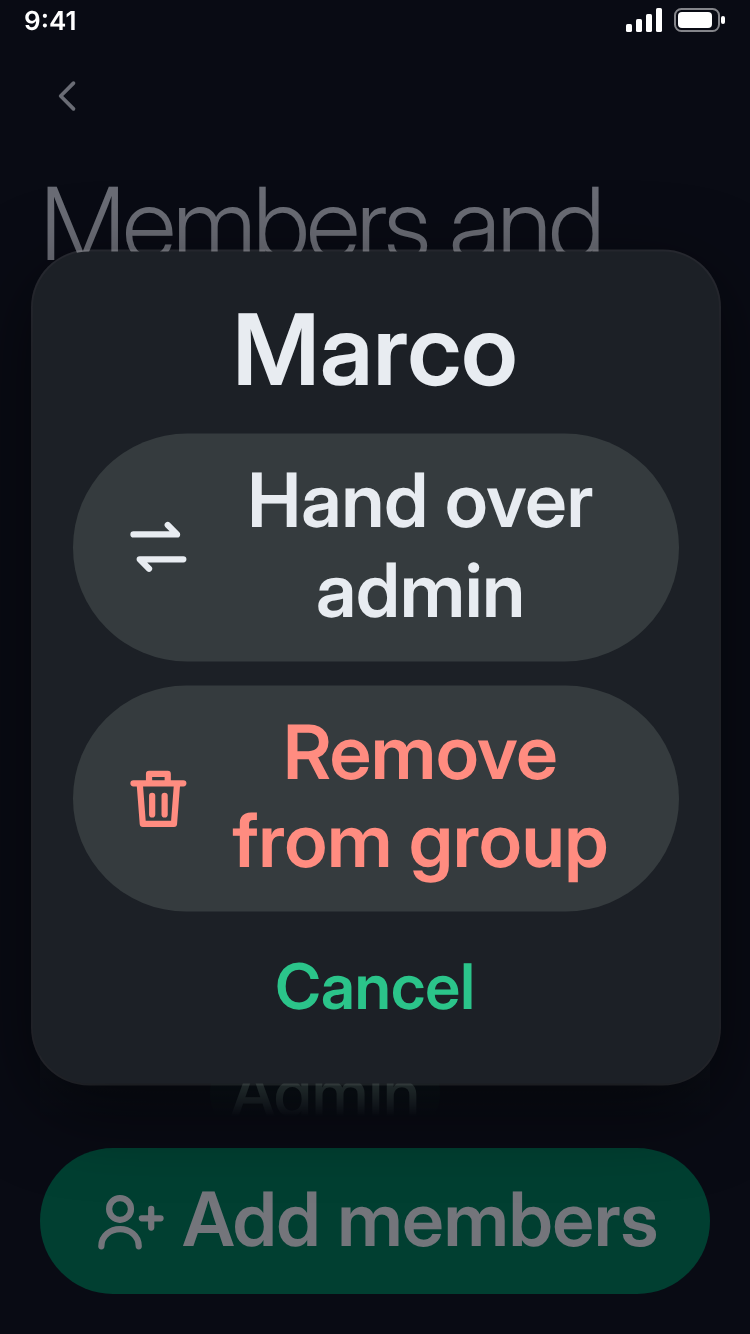 9:41
Members and
Marco
Hand over
admin
Remove
from group
Cancel
Admin
Add members